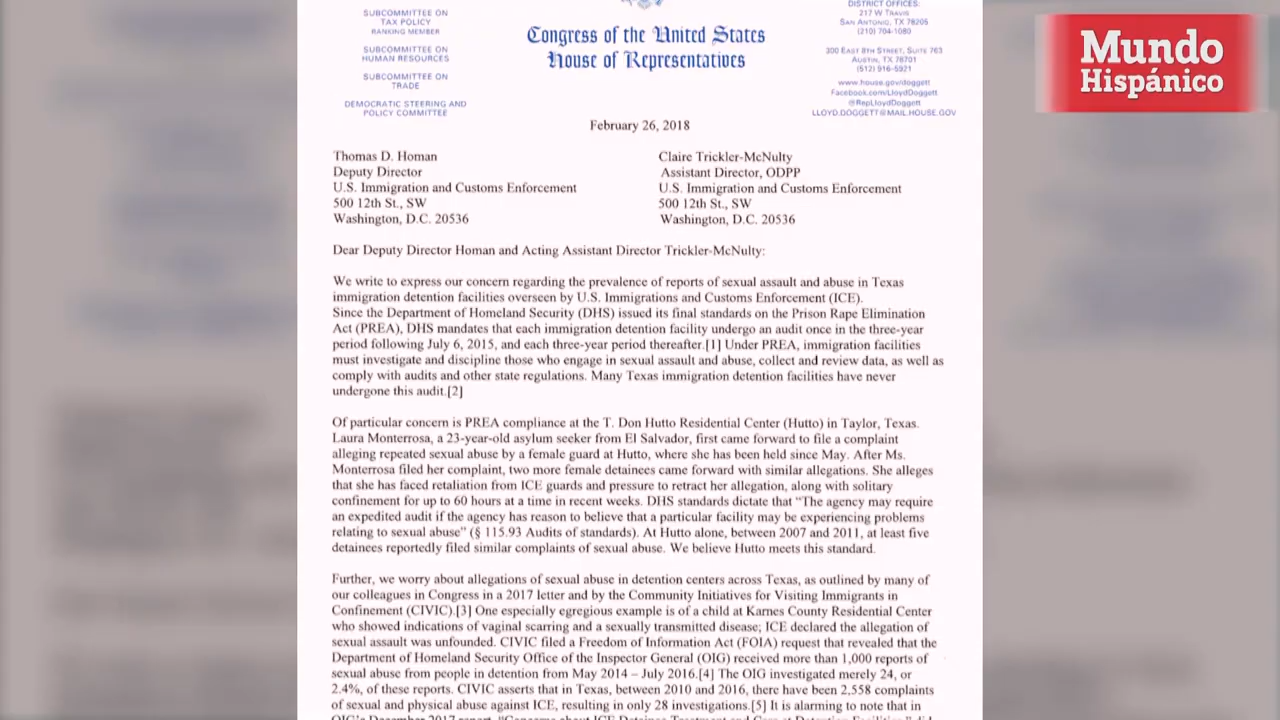 SUBCOMMITTEE ON
TAX POLICY
RANKING MEMBER
SUBCOMMITTEE ON
HUMAN RESOURCES
SUBCOMMITTEE ON
TRADE
DEMOCRATIC STEERING AND
POLICY COMMITTEE
Congress of the United States
House of Representatives
DISTRICT OFFICES:
217 W TRAVIS
SAN ANTONIO, TX 78205
(210) 704-1080
300 EAST 8TH STREET, SUITE 763
AUSTIN, TX 78701
(512) 916-5921
www.house.gov/doggett
Facebook.com/LloydDoggett
@RepLloydDoggett
LLOYD.DOGGETT@MAIL.HOUSE.GOV
Mundo
Hispánico
February 26, 2018
Thomas D. Homan
Deputy Director
U.S. Immigration and Customs Enforcement
500 12th St., SW
Washington, D.C. 20536
Claire Trickler-McNulty
Assistant Director, ODPP
U.S. Immigration and Customs Enforcement
500 12th St., SW
Washington, D.C. 20536
Dear Deputy Director Homan and Acting Assistant Director Trickler-McNulty:
We write to express our concern regarding the prevalence of reports of sexual assault and abuse in Texas
immigration detention facilities overseen by U.S. Immigrations and Customs Enforcement (ICE).
Since the Department of Homeland Security (DHS) issued its final standards on the Prison Rape Elimination
Act (PREA), DHS mandates that each immigration detention facility undergo an audit once in the three-year
period following July 6, 2015, and each three-year period thereafter.[1] Under PREA, immigration facilities
must investigate and discipline those who engage in sexual assault and abuse, collect and review data, as well as
comply with audits and other state regulations. Many Texas immigration detention facilities have never
undergone this audit.[2]
Of particular concern is PREA compliance at the T. Don Hutto Residential Center (Hutto) in Taylor, Texas.
Laura Monterrosa, a 23-year-old asylum seeker from El Salvador, first came forward to file a complaint
alleging repeated sexual abuse by a female guard at Hutto, where she has been held since May. After Ms.
Monterrosa filed her complaint, two more female detainees came forward with similar allegations. She alleges
that she has faced retaliation from ICE guards and pressure to retract her allegation, along with solitary
confinement for up to 60 hours at a time in recent weeks. DHS standards dictate that "The agency may require
an expedited audit if the agency has reason to believe that a particular facility may be experiencing problems
relating to sexual abuse" (§ 115.93 Audits of standards). At Hutto alone, between 2007 and 2011, at least five
detainees reportedly filed similar complaints of sexual abuse. We believe Hutto meets this standard.
Further, we worry about allegations of sexual abuse in detention centers across Texas, as outlined by many of
our colleagues in Congress in a 2017 letter and by the Community Initiatives for Visiting Immigrants in
Confinement (CIVIC).[3] One especially egregious example is of a child at Karnes County Residential Center
who showed indications of vaginal scarring and a sexually transmitted disease; ICE declared the allegation of
sexual assault was unfounded. CIVIC filed a Freedom of Information Act (FOIA) request that revealed that the
Department of Homeland Security Office of the Inspector General (OIG) received more than 1,000 reports of
sexual abuse from people in detention from May 2014 – July 2016.[4] The OIG investigated merely 24, or
2.4%, of these reports. CIVIC asserts that in Texas, between 2010 and 2016, there have been 2,558 complaints
of sexual and physical abuse against ICE, resulting in only 28 investigations.[5] It is alarming to note that in